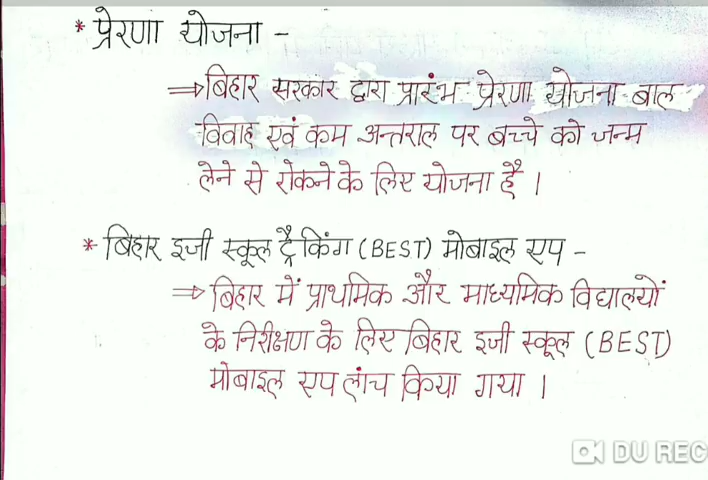 * प्रेरणा योजना -
⇒ बिहार सरकार द्वारा प्रारंभ प्रेरणा योजना बाल
विवाह एवं कम अन्तराल पर बच्चे को जन्म
लेने से रोकने के लिए योजना है ।
* बिहार इजी स्कूल ट्रैकिंग (BEST) मोबाइल एप -
⇒ बिहार में प्राथमिक और माध्यमिक विद्यालयों
के निरीक्षण के लिए बिहार इजी स्कूल (BEST)
मोबाइल एप लांच किया गया ।
DU REC